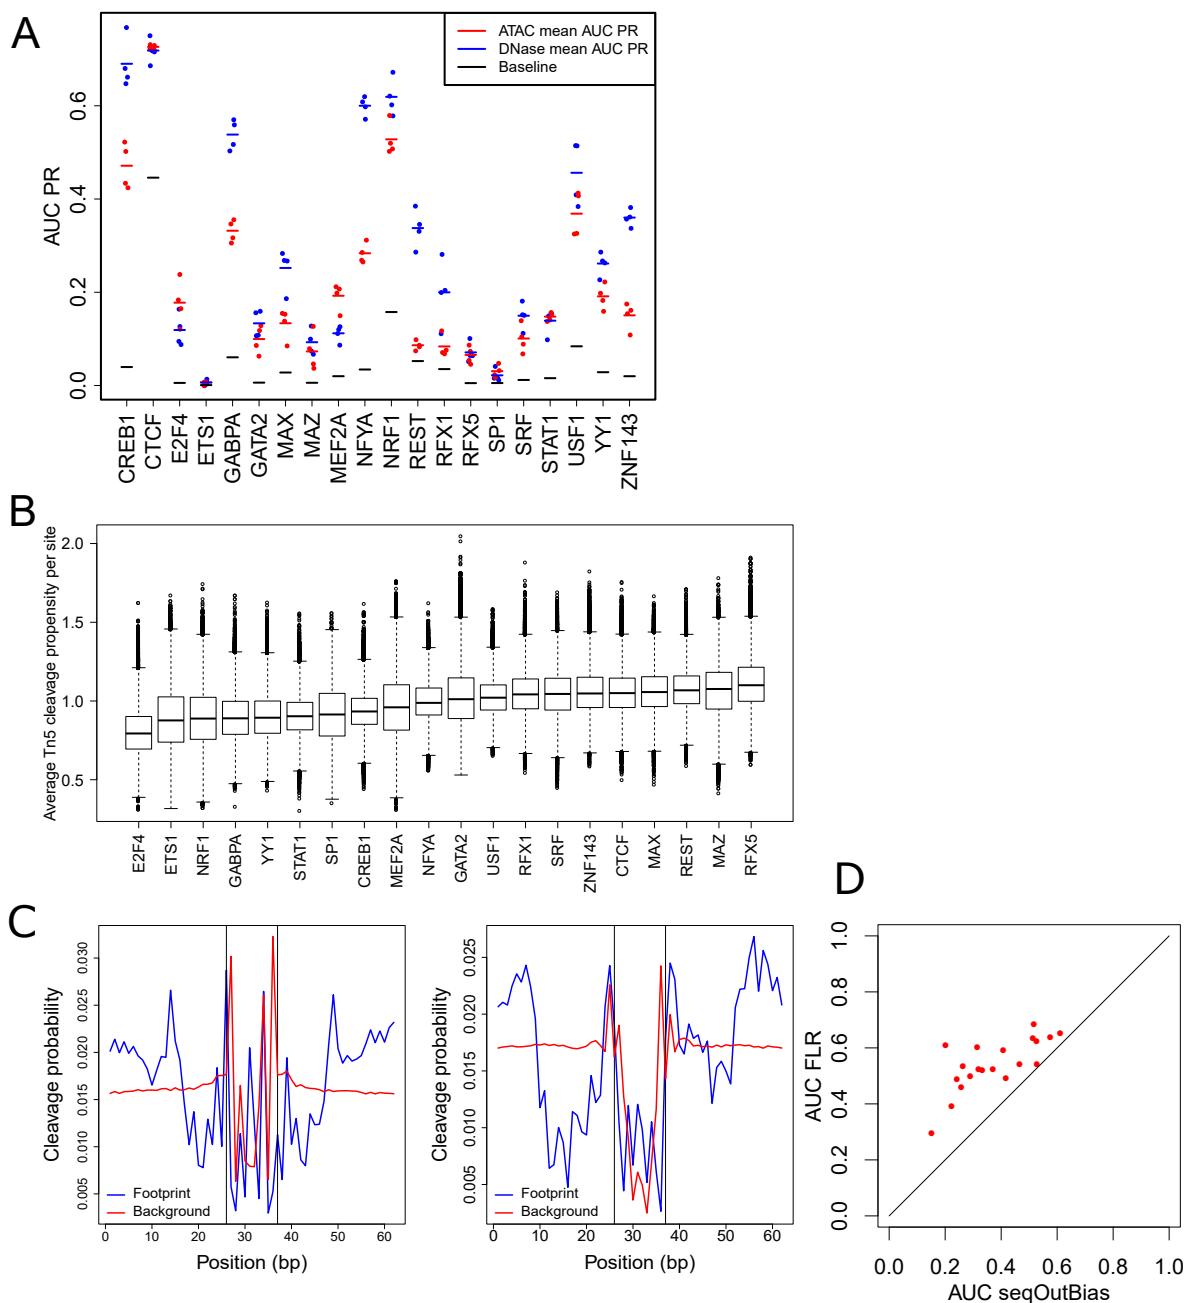 A
ATAC mean AUC PR
DNase mean AUC PR
Baseline
AUC PR
0.6
0.4
0.2
0.0
CREB1
CTCF
E2F4
ETS1
GABPA
GATA2
MAX
MAZ
MEF2A
NFYA
NRF1
REST
RFX1
RFX5
SP1
SRF
STAT1
USF1
YY1
ZNF143
B
Average Tn5 cleavage propensity per site
2.0
1.5
1.0
0.5
E2F4
ETS1
NRF1
GABPA
YY1
STAT1
SP1
CREB1
MEF2A
NFYA
GATA2
USF1
RFX1
SRF
ZNF143
CTCF
MAX
REST
MAZ
RFX5
C
Cleavage probability
0.030
0.025
0.020
0.015
0.010
0.005
Footprint
Background
0 10 20 30 40 50 60
Position (bp)
Cleavage probability
0.025
0.020
0.015
0.010
0.005
Footprint
Background
0 10 20 30 40 50 60
Position (bp)
D
AUC FLR
1.0
0.8
0.6
0.4
0.2
0.0
0.0 0.2 0.4 0.6 0.8 1.0
AUC seqOutBias